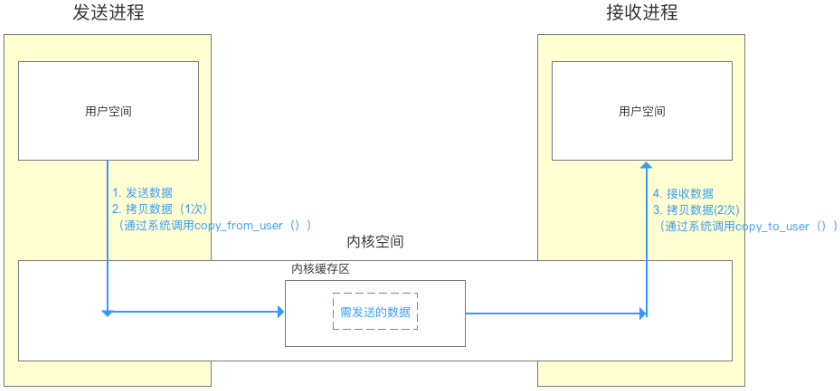 发送进程
接收进程
用户空间
用户空间
1. 发送数据
2. 拷贝数据（1次）
（通过系统调用copy_from_user（））
4. 接收数据
3. 拷贝数据(2次)
（通过系统调用copy_to_user（））
内核空间
内核缓存区
需发送的数据